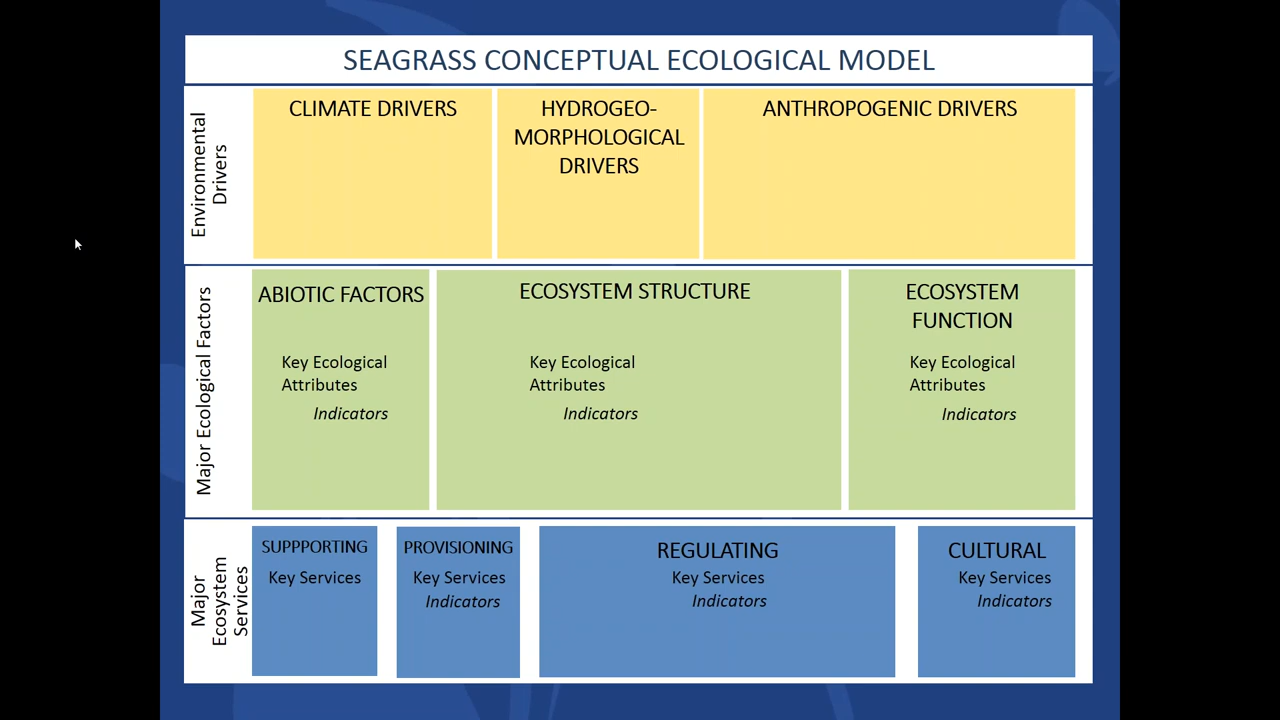 SEAGRASS CONCEPTUAL ECOLOGICAL MODEL
Environmental
Drivers
CLIMATE DRIVERS
HYDROGEO-
MORPHOLOGICAL
DRIVERS
ANTHROPOGENIC DRIVERS
Major Ecological Factors
ABIOTIC FACTORS
Key Ecological
Attributes
Indicators
ECOSYSTEM STRUCTURE
Key Ecological
Attributes
Indicators
ECOSYSTEM
FUNCTION
Key Ecological
Attributes
Indicators
Major
Ecosystem
Services
SUPPPORTING
Key Services
PROVISIONING
Key Services
Indicators
REGULATING
Key Services
Indicators
CULTURAL
Key Services
Indicators